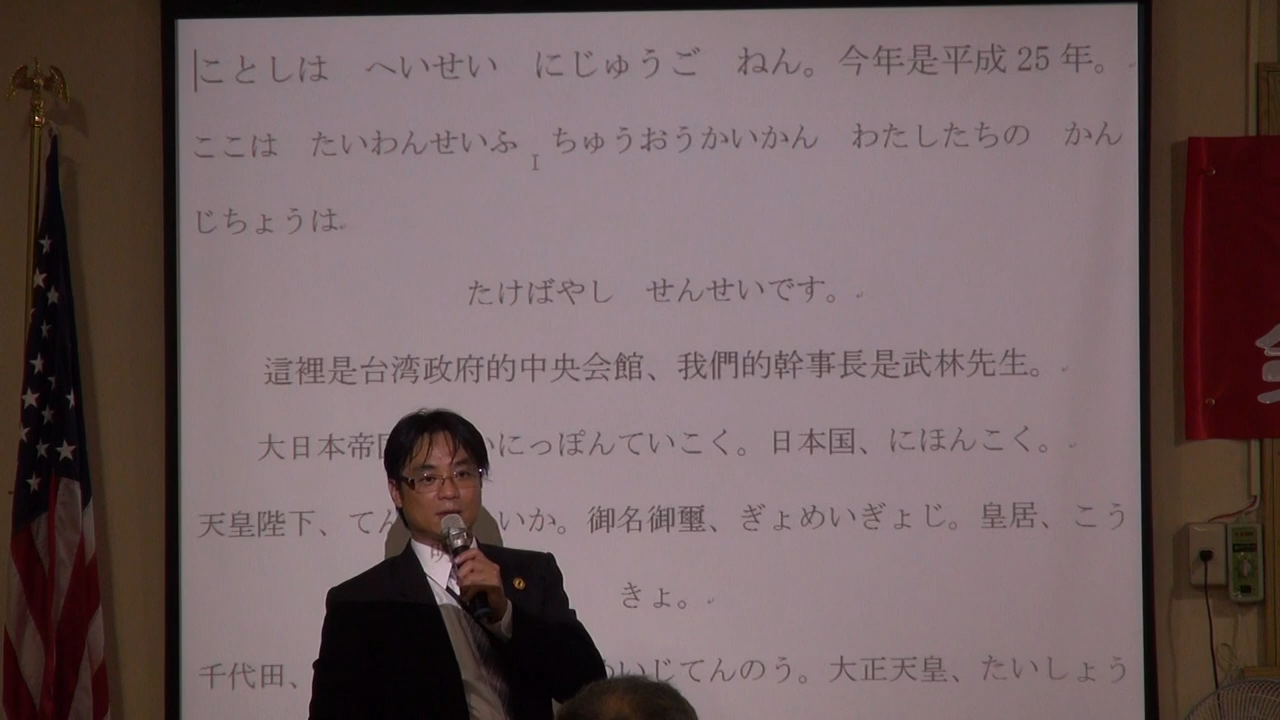 ことしは　へいせい　にじゅうご　ねん。今年是平成 25 年。
ここは　たいわんせいふ　ちゅうおうかいかん　わたしたちの　かん
じちょうは
たけばやし　せんせいです。
這裡是台湾政府的中央会館、我們的幹事長是武林先生。
大日本帝国 にっぽんていこく。日本国、にほんこく。
天皇陛下、てん いか。御名御璽、ぎょめいぎょじ。皇居、こう
きょ。
千代田、 めいじてんのう。大正天皇、たいしょう